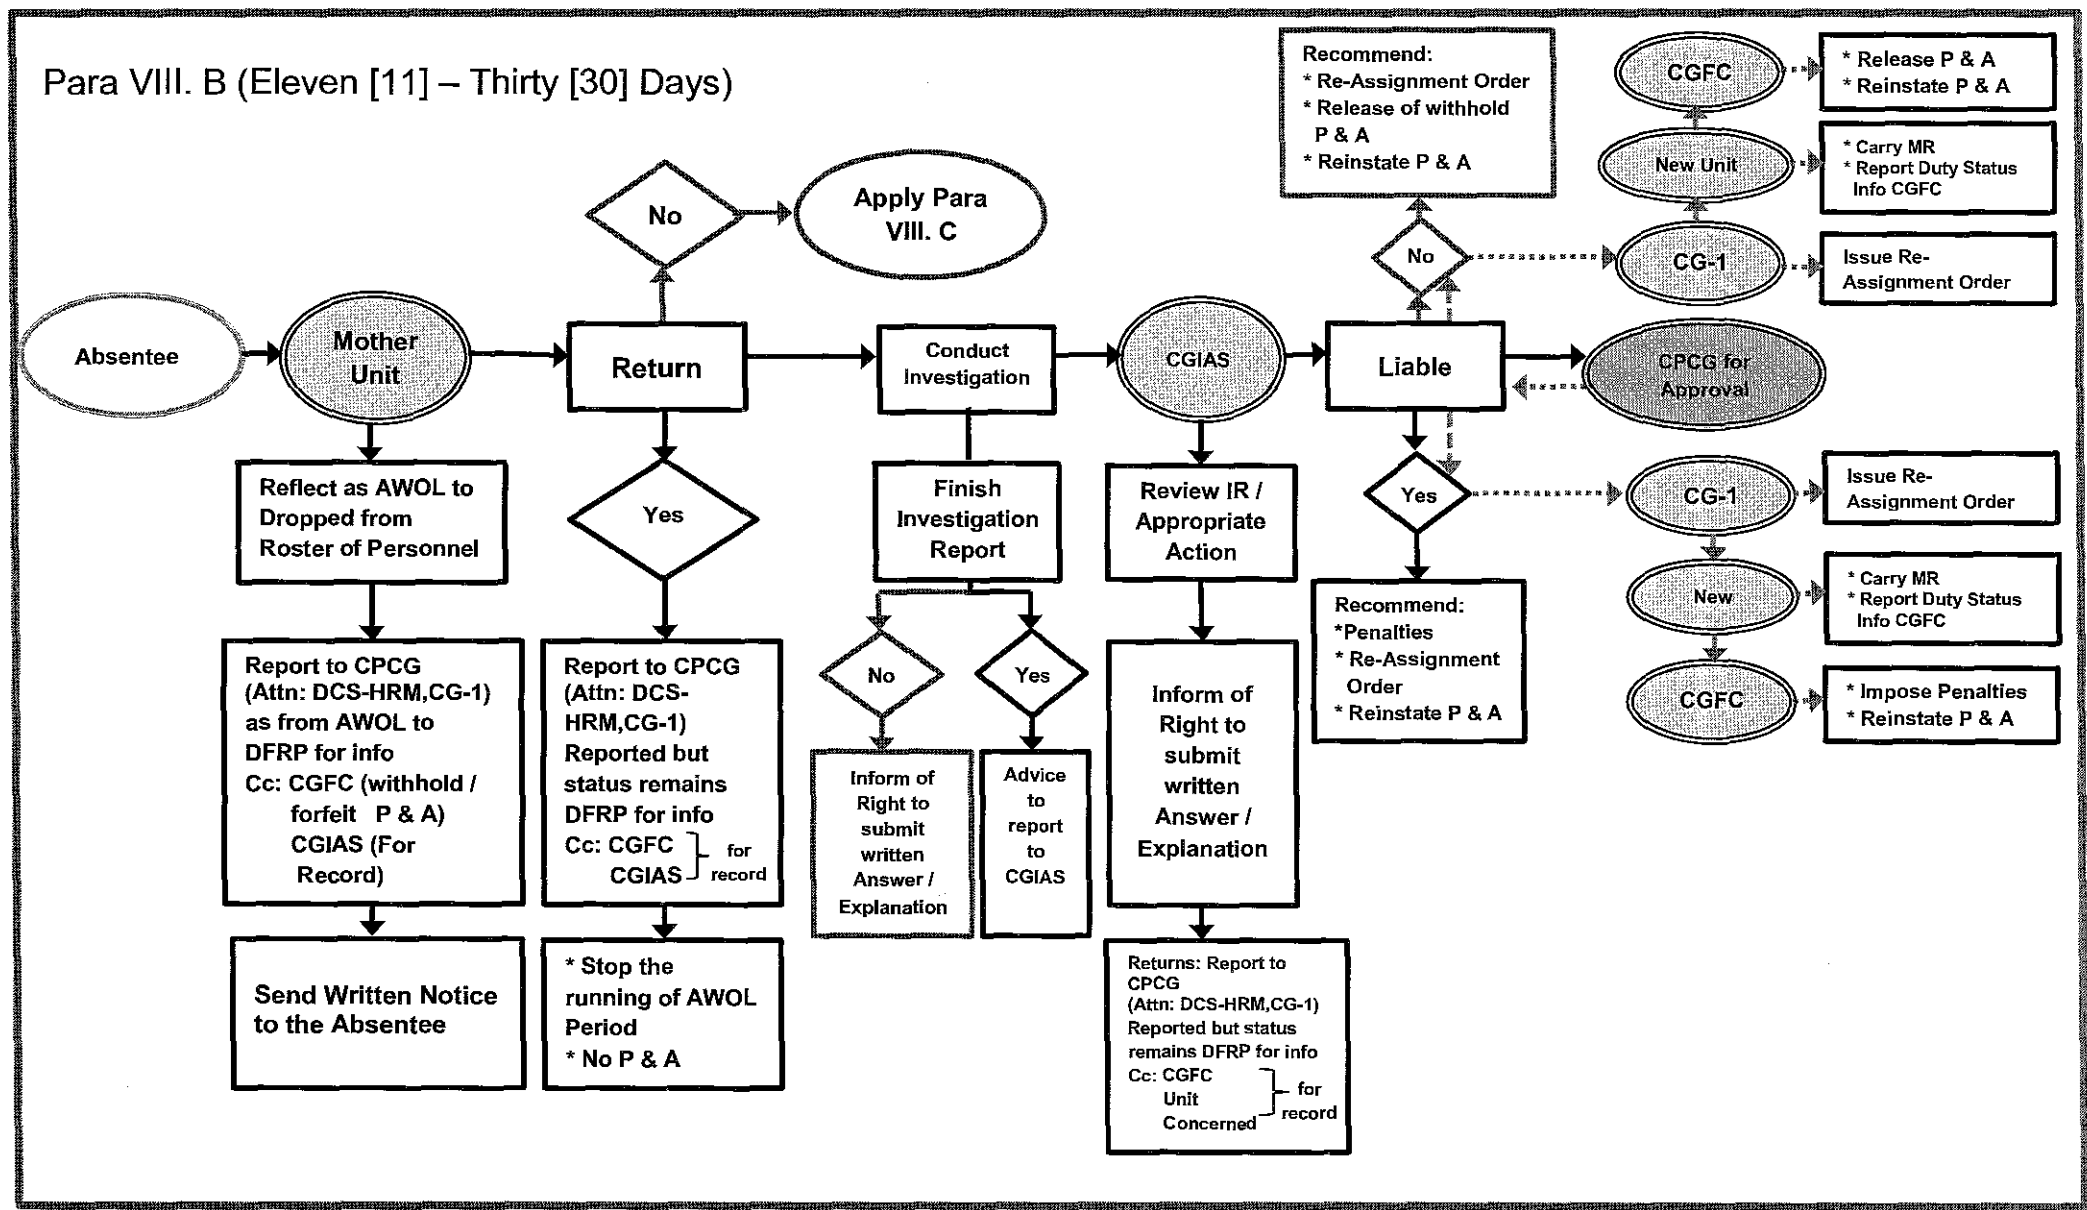 Para VIII. B (Eleven [11] – Thirty [30] Days)
Absentee
Mother
Unit
Reflect as AWOL to
Dropped from
Roster of Personnel
Report to CPCG
(Attn: DCS-HRM,CG-1)
as from AWOL to
DFRP for info
Cc: CGFC (withhold /
forfeit P & A)
CGIAS (For
Record)
Send Written Notice
to the Absentee
No
Apply Para
VIII. C
Return
Yes
Report to CPCG
(Attn: DCS-
HRM,CG-1)
Reported but
status remains
DFRP for info
Cc: CGFC
CGIAS
for
record
* Stop the
running of AWOL
Period
* No P & A
Conduct
Investigation
Finish
Investigation
Report
No
Inform of
Right to
submit
written
Answer /
Explanation
Yes
Advice
to
report
to
CGIAS
CGIAS
Review IR /
Appropriate
Action
Inform of
Right to
submit
written
Answer /
Explanation
Returns: Report to
CPCG
(Attn: DCS-HRM,CG-1)
Reported but status
remains DFRP for info
Cc: CGFC
Unit
Concerned
for
record
Liable
CPCG for
Approval
No
Recommend:
* Re-Assignment Order
* Release of withhold
P & A
* Reinstate P & A
CGFC
* Release P & A
* Reinstate P & A
New Unit
* Carry MR
* Report Duty Status
Info CGFC
CG-1
Issue Re-
Assignment Order
Yes
Recommend:
*Penalties
* Re-Assignment
Order
* Reinstate P & A
CG-1
Issue Re-
Assignment Order
New
* Carry MR
* Report Duty Status
Info CGFC
CGFC
* Impose Penalties
* Reinstate P & A